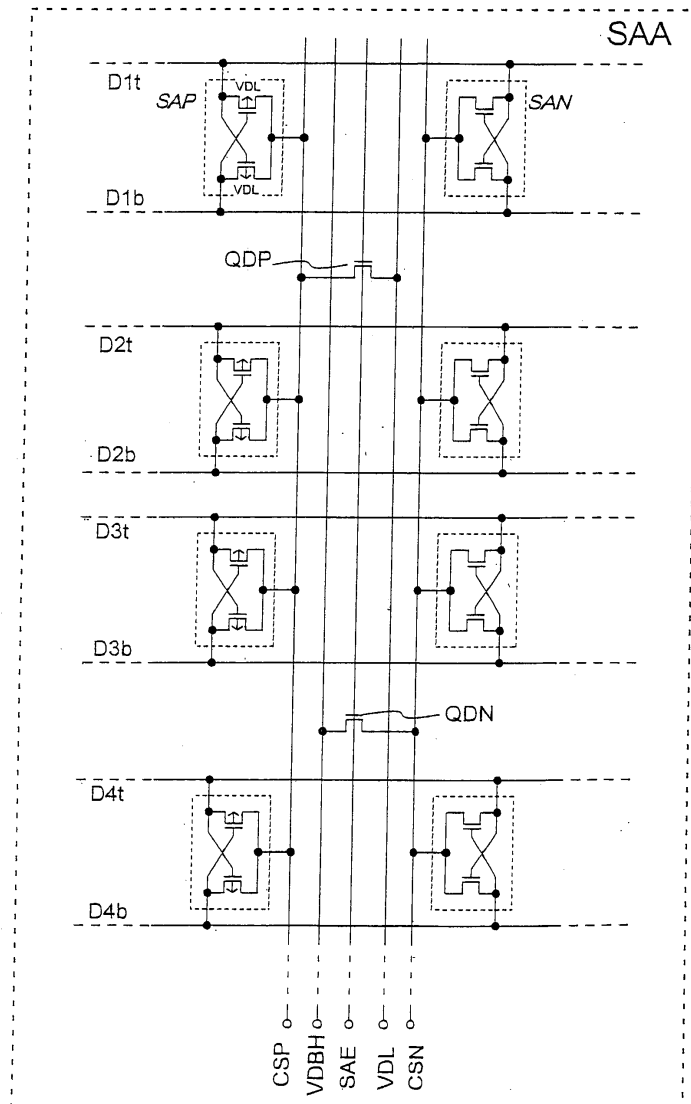 SAA
D1t
SAP
VDL
SAN
VDL
D1b
QDP
D2t
D2b
D3t
D3b
QDN
D4t
D4b
CSP
VDBH
SAE
VDL
CSN